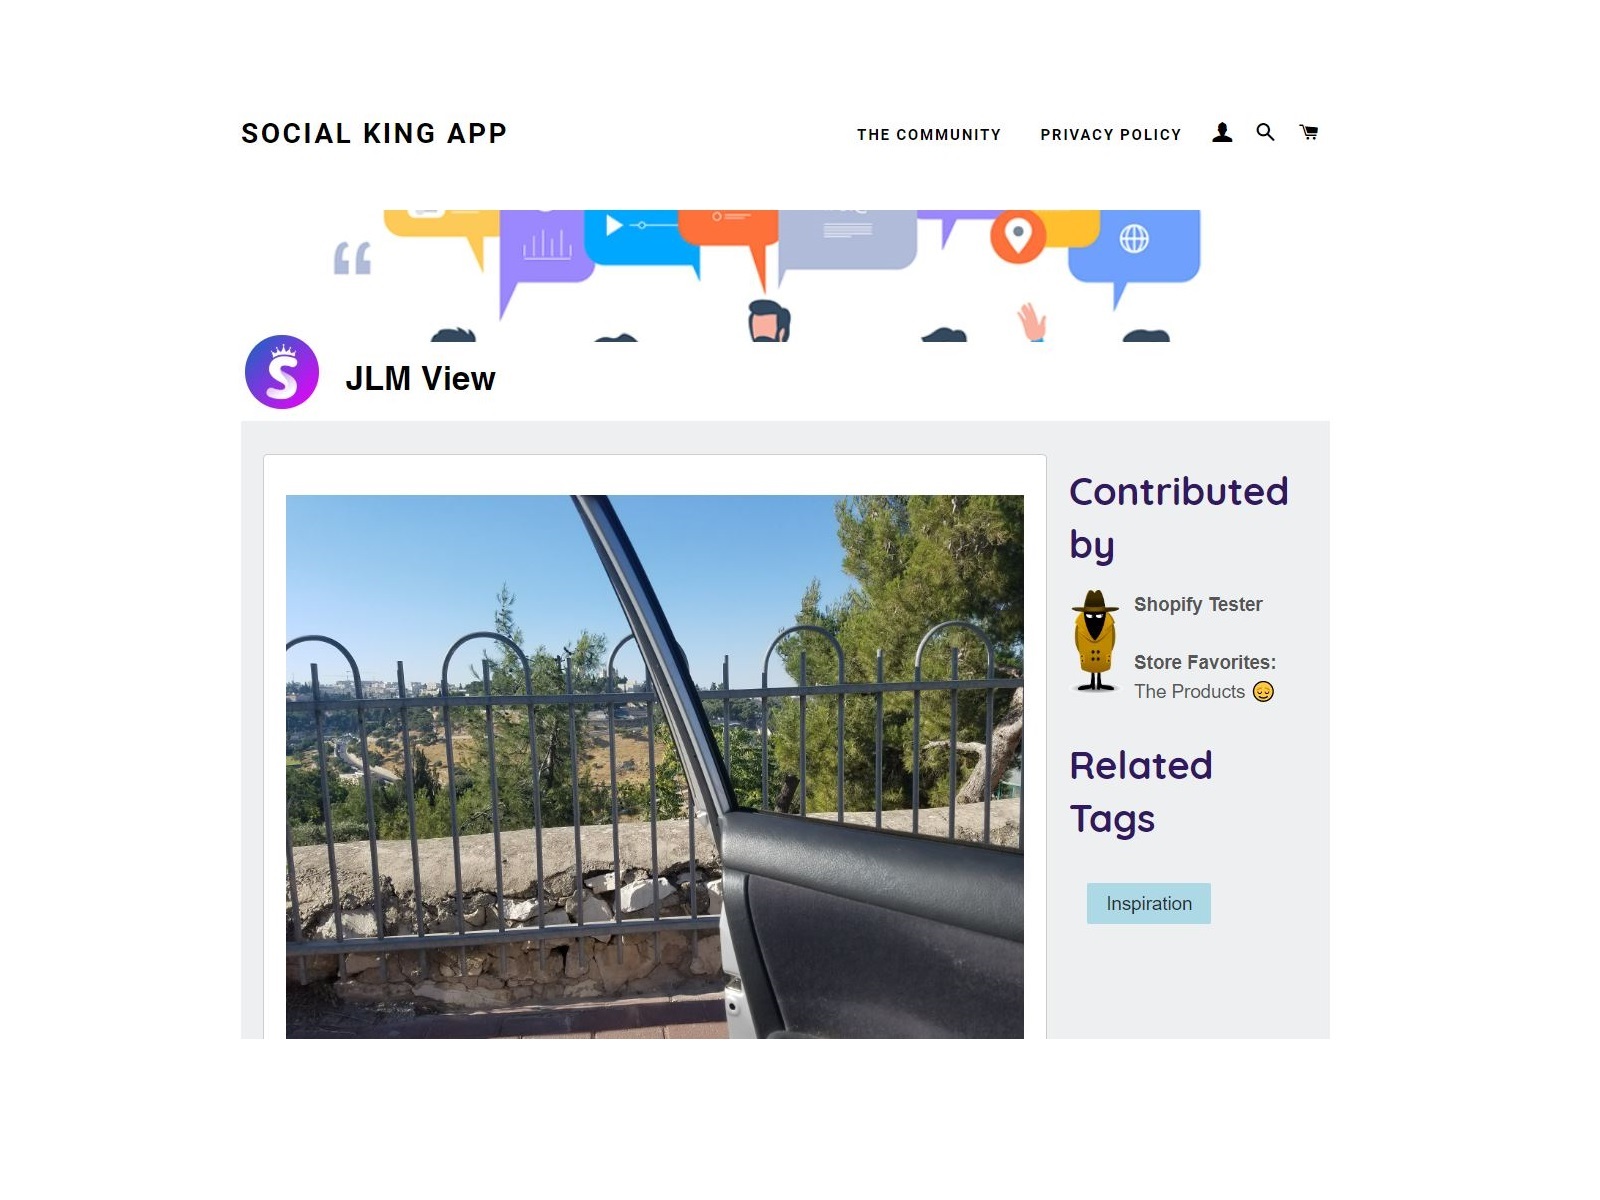 SOCIAL KING APP
THE COMMUNITY
PRIVACY POLICY
S
JLM View
Contributed
by
Shopify Tester
Store Favorites:
The Products 😌
Related
Tags
Inspiration